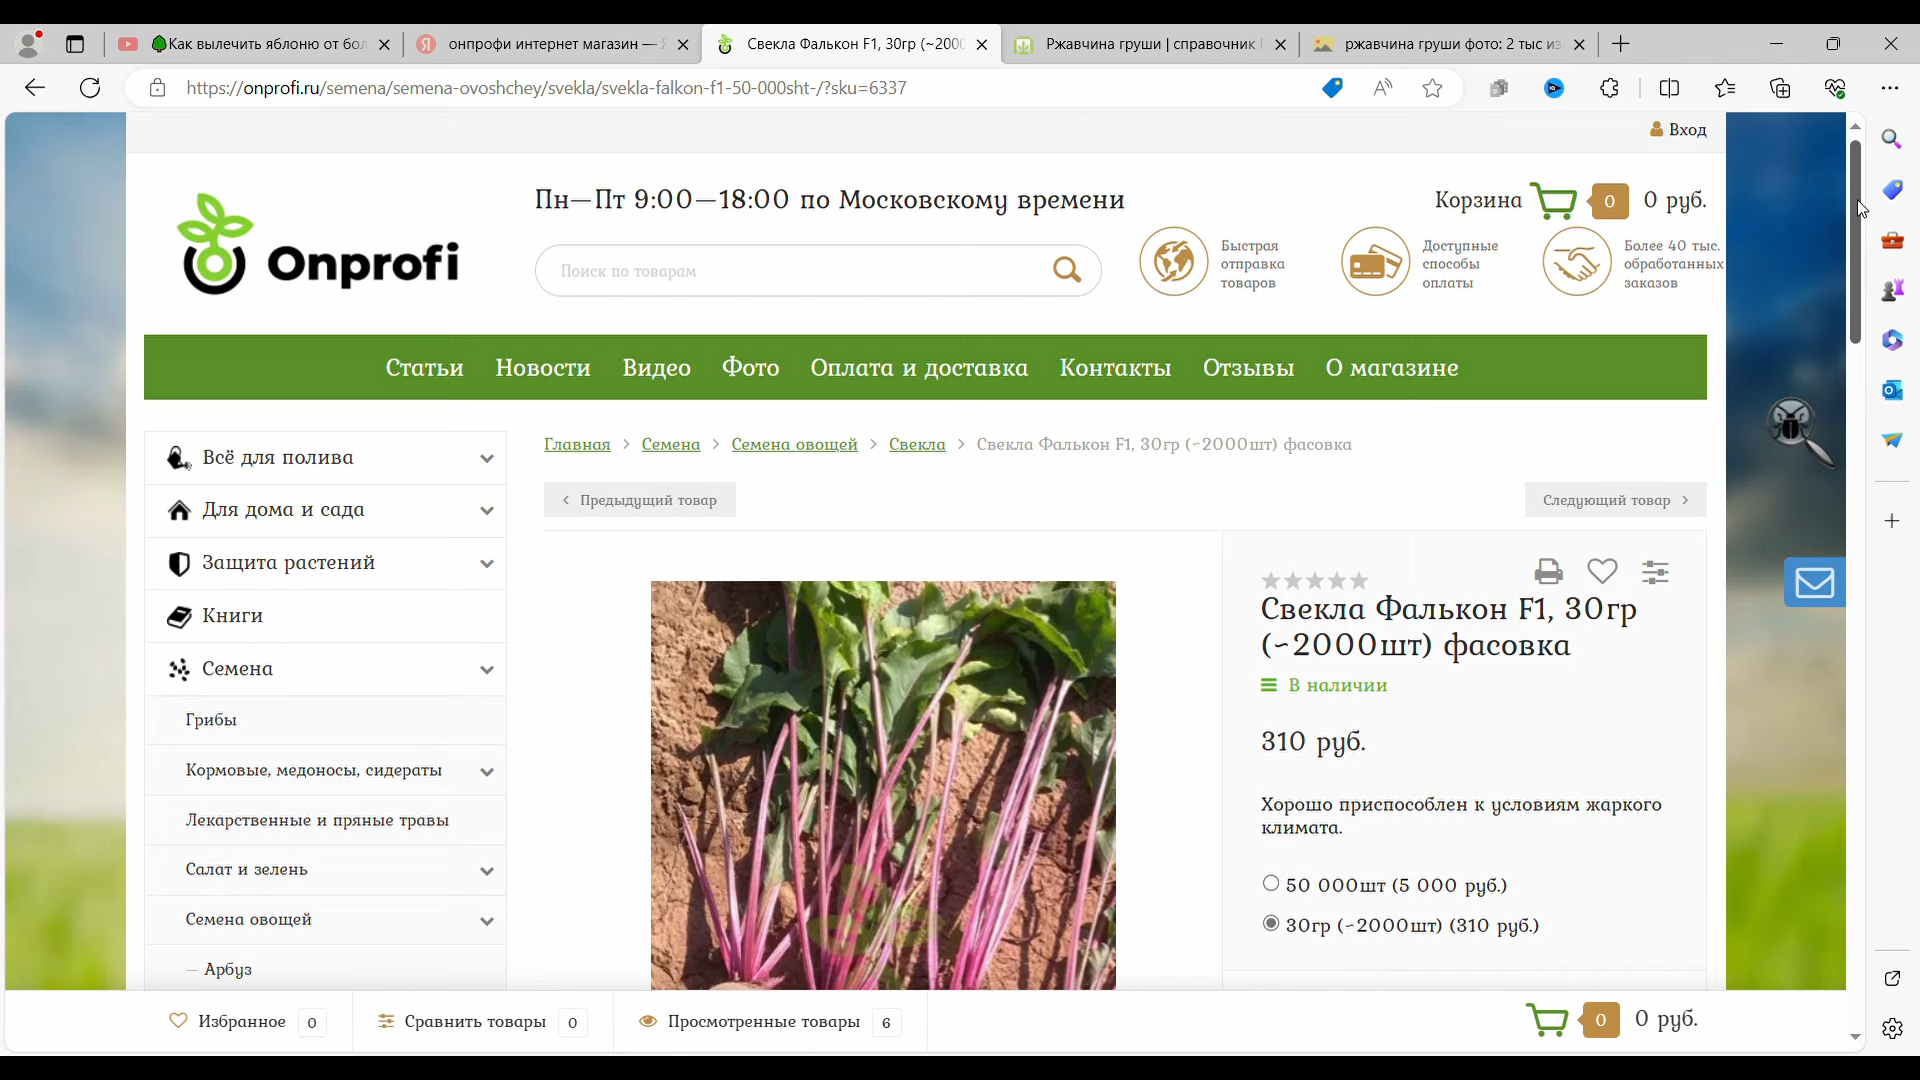 Как вылечить яблоню от бол
онпрофи интернет магазин —
Свекла Фалькон F1, 30гр (~200
Ржавчина груши | справочник
ржавчина груши фото: 2 тыс из
https://onprofi.ru/semena/semena-ovoshchey/svekla/svekla-falkon-f1-50-000sht-/?sku=6337
Вход
Onprofi
Пн—Пт 9:00—18:00 по Московскому времени
Корзина 0 0 руб.
Поиск по товарам
Быстрая
отправка
товаров
Доступные
способы
оплаты
Более 40 тыс.
обработанных
заказов
Статьи Новости Видео Фото Оплата и доставка Контакты Отзывы О магазине
Всё для полива
Для дома и сада
Защита растений
Книги
Семена
Грибы
Кормовые, медоносы, сидераты
Лекарственные и пряные травы
Салат и зелень
Семена овощей
— Арбуз
Главная > Семена > Семена овощей > Свекла > Свекла Фалькон F1, 30гр (~2000шт) фасовка
< Предыдущий товар
Следующий товар >
Свекла Фалькон F1, 30гр
(~2000шт) фасовка
В наличии
310 руб.
Хорошо приспособлен к условиям жаркого
климата.
50 000шт (5 000 руб.)
30гр (~2000шт) (310 руб.)
Избранное 0
Сравнить товары 0
Просмотренные товары 6
0 0 руб.